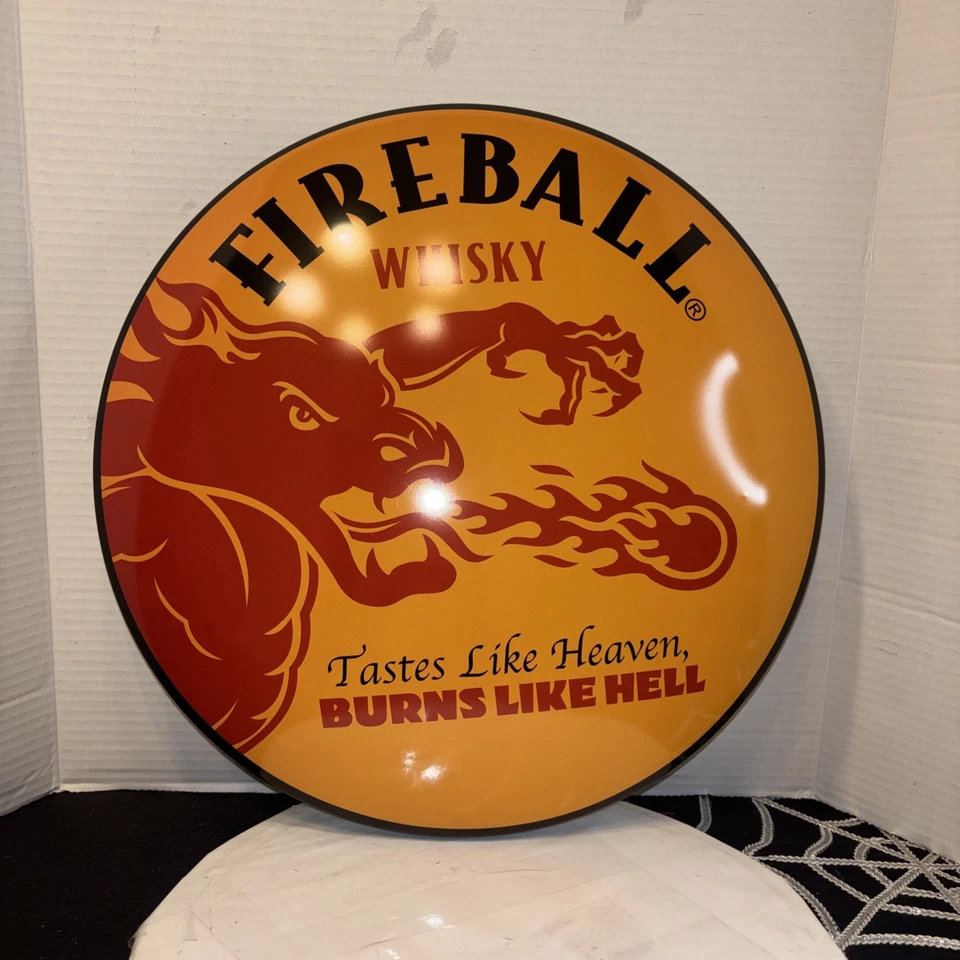 FIREBALL®
WHISKY
Tastes Like Heaven,
BURNS LIKE HELL